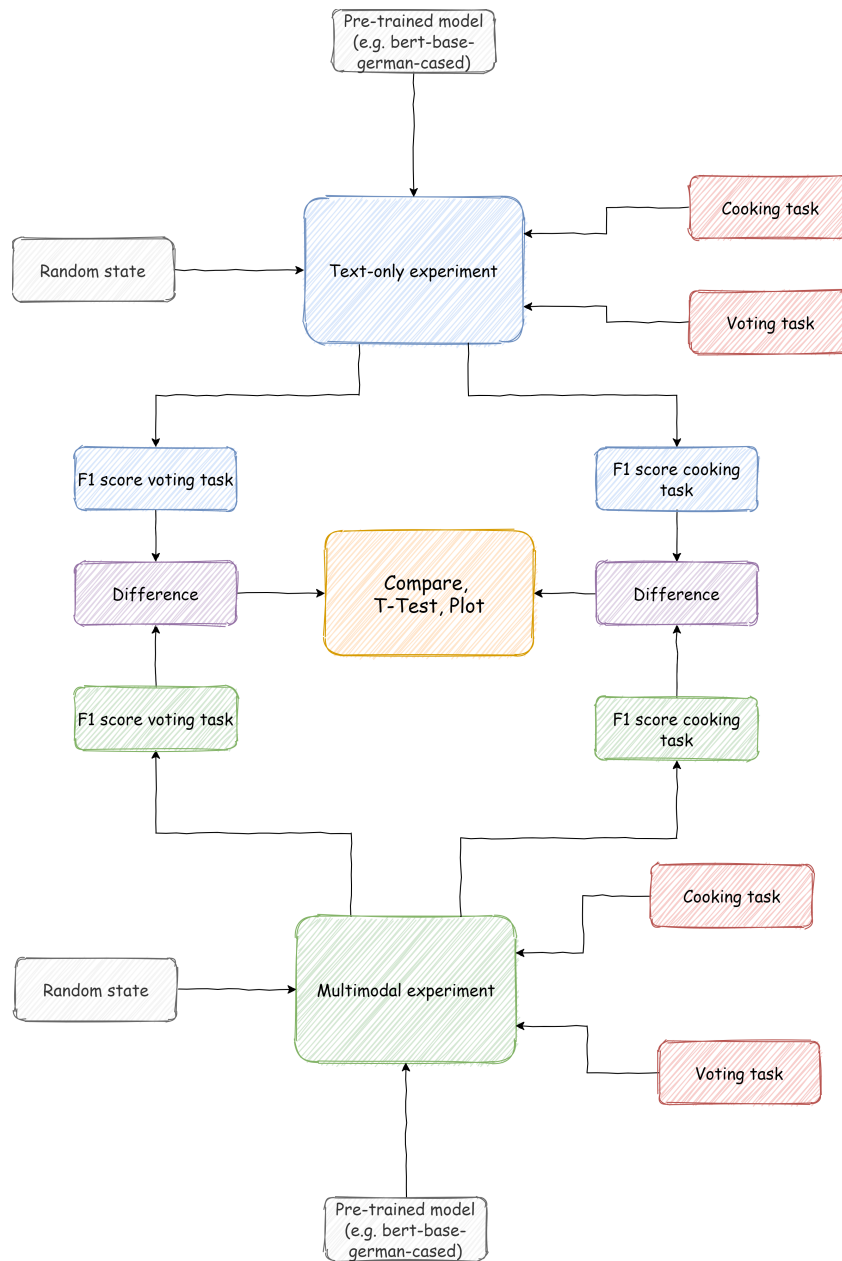 Pre-trained model
(e.g. bert-base-
german-cased)
Cooking task
Random state
Text-only experiment
Voting task
F1 score voting task
F1 score cooking
task
Difference
Compare,
T-Test, Plot
Difference
F1 score voting task
F1 score cooking
task
Cooking task
Random state
Multimodal experiment
Voting task
Pre-trained model
(e.g. bert-base-
german-cased)